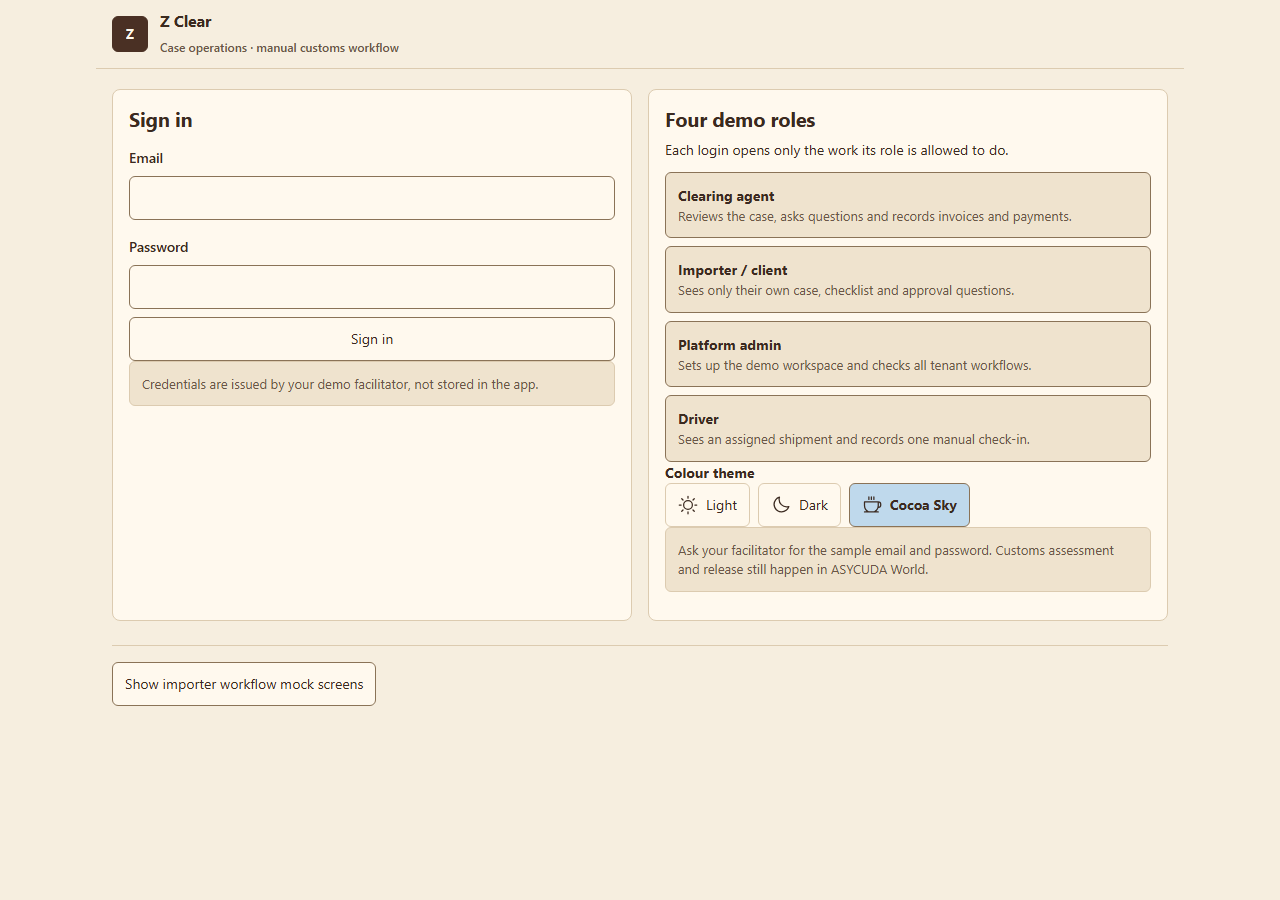 Z
Z Clear
Case operations · manual customs workflow
Sign in
Email
Password
Sign in
Credentials are issued by your demo facilitator, not stored in the app.
Four demo roles
Each login opens only the work its role is allowed to do.
Clearing agent
Reviews the case, asks questions and records invoices and payments.
Importer / client
Sees only their own case, checklist and approval questions.
Platform admin
Sets up the demo workspace and checks all tenant workflows.
Driver
Sees an assigned shipment and records one manual check-in.
Colour theme
Light
Dark
Cocoa Sky
Ask your facilitator for the sample email and password. Customs assessment
and release still happen in ASYCUDA World.
Show importer workflow mock screens